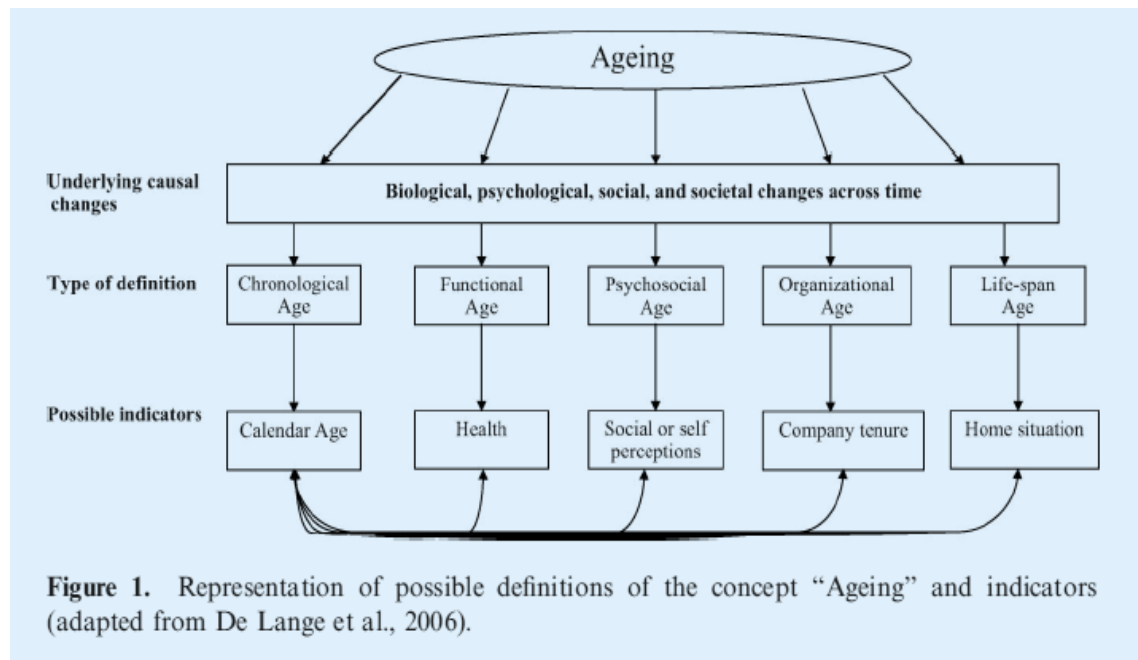 Ageing
Underlying causal
changes
Biological, psychological, social, and societal changes across time
Type of definition
Chronological
Age
Functional
Age
Psychosocial
Age
Organizational
Age
Life-span
Age
Possible indicators
Calendar Age
Health
Social or self
perceptions
Company tenure
Home situation
Figure 1. Representation of possible definitions of the concept “Ageing” and indicators
(adapted from De Lange et al., 2006).